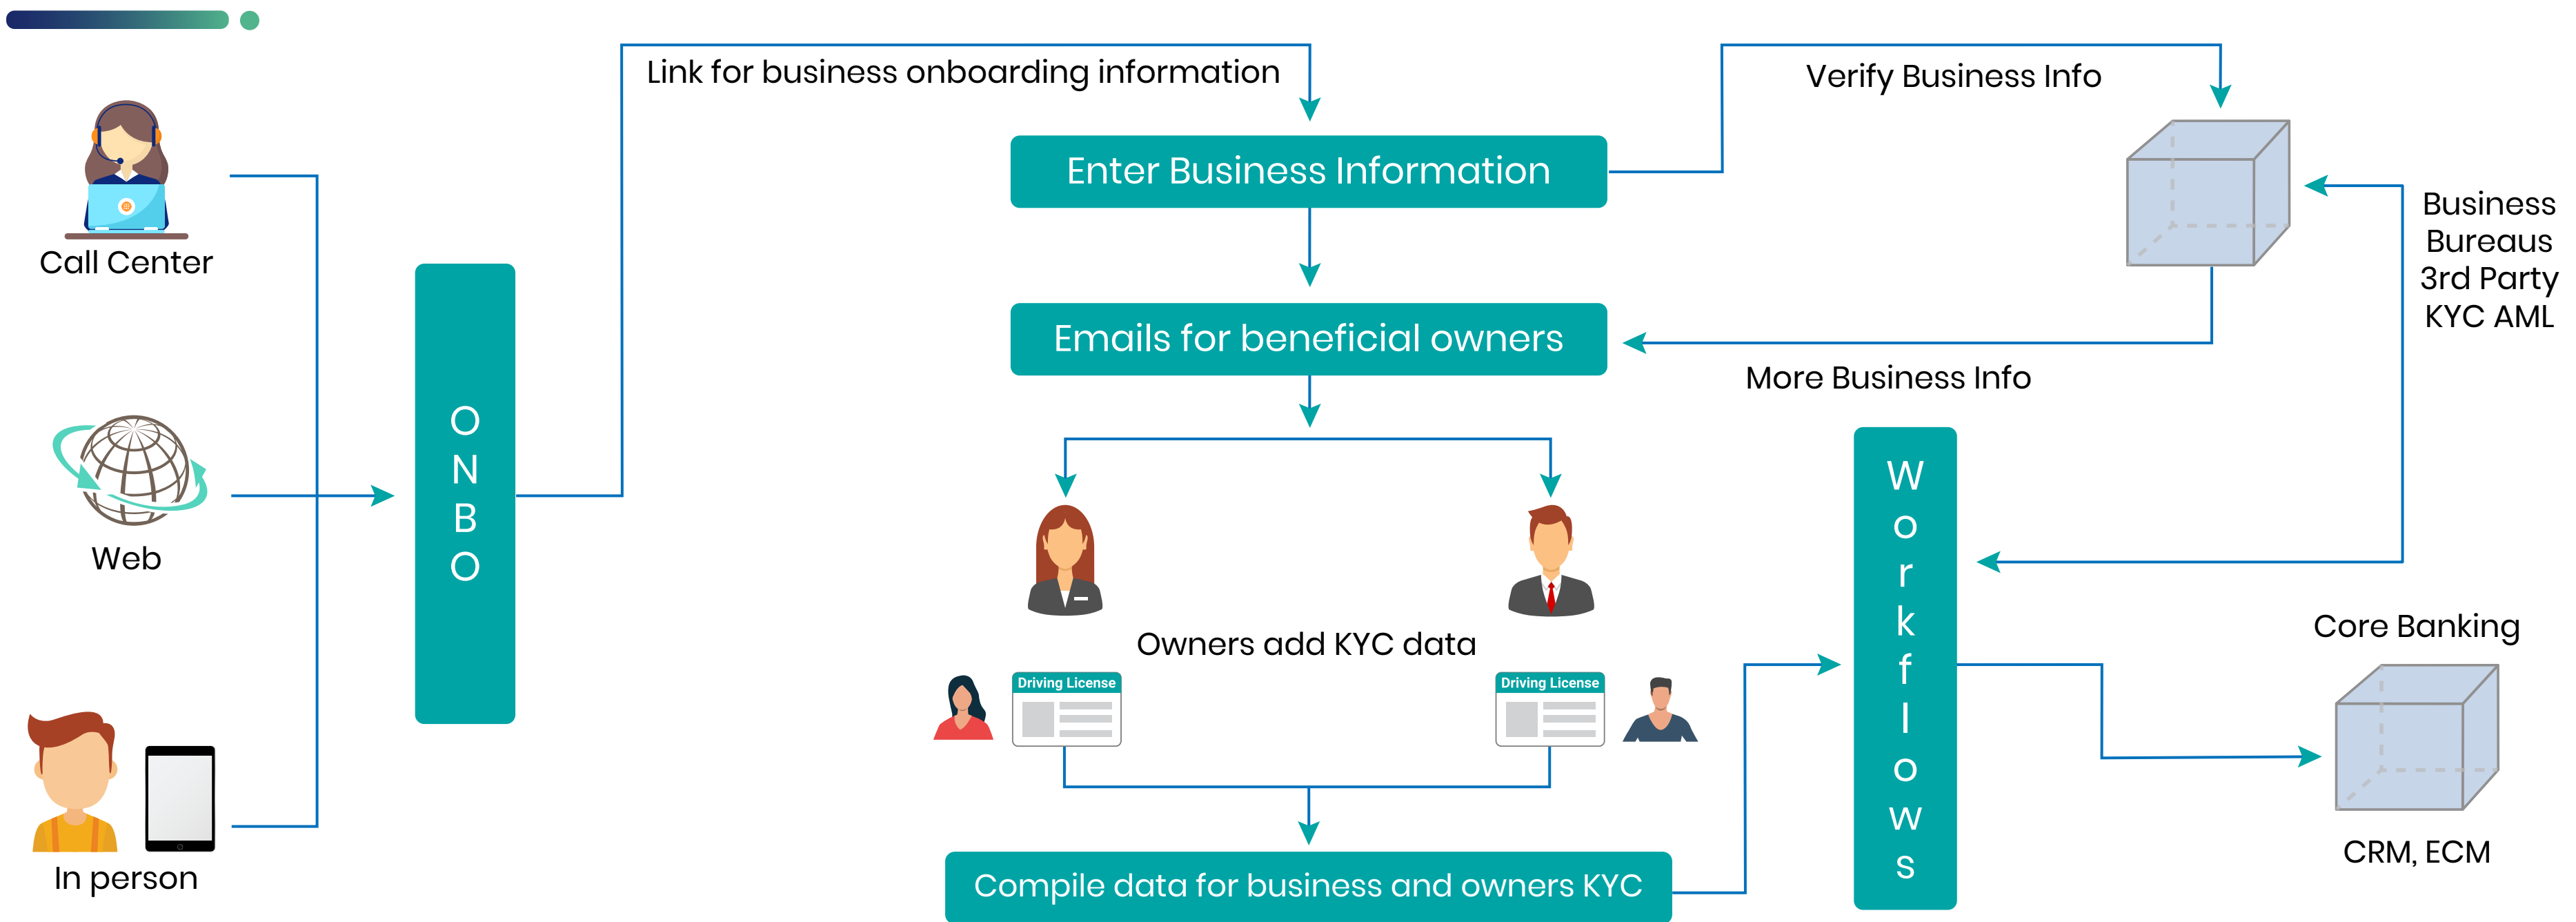 Link for business onboarding information
Verify Business Info
Call Center
Web
In person
O
N
B
O
Enter Business Information
Emails for beneficial owners
More Business Info
Business
Bureaus
3rd Party
KYC AML
Owners add KYC data
Driving License
Driving License
Compile data for business and owners KYC
W
o
r
k
f
l
o
w
s
Core Banking
CRM, ECM